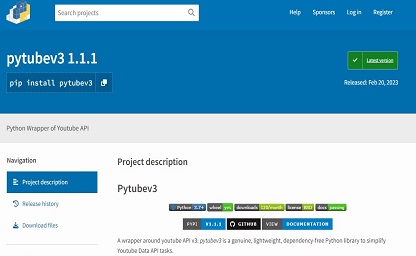 Search projects
Help
Sponsors
Log in
Register
pytubev3 1.1.1
pip install pytubev3
Latest version
Released: Feb 20, 2023
Python Wrapper of Youtube API
Navigation
Project description
Release history
Download files
Project description
Pytubev3
Python 3.7+ wheel yes downloads 120/month license BSD docs passing
PYPI V1.1.1 GITHUB VIEW DOCUMENTATION
A wrapper around youtube API v3: pytubev3 is a genuine, lightweight, dependency-free Python library to simplify
Youtube Data API tasks.